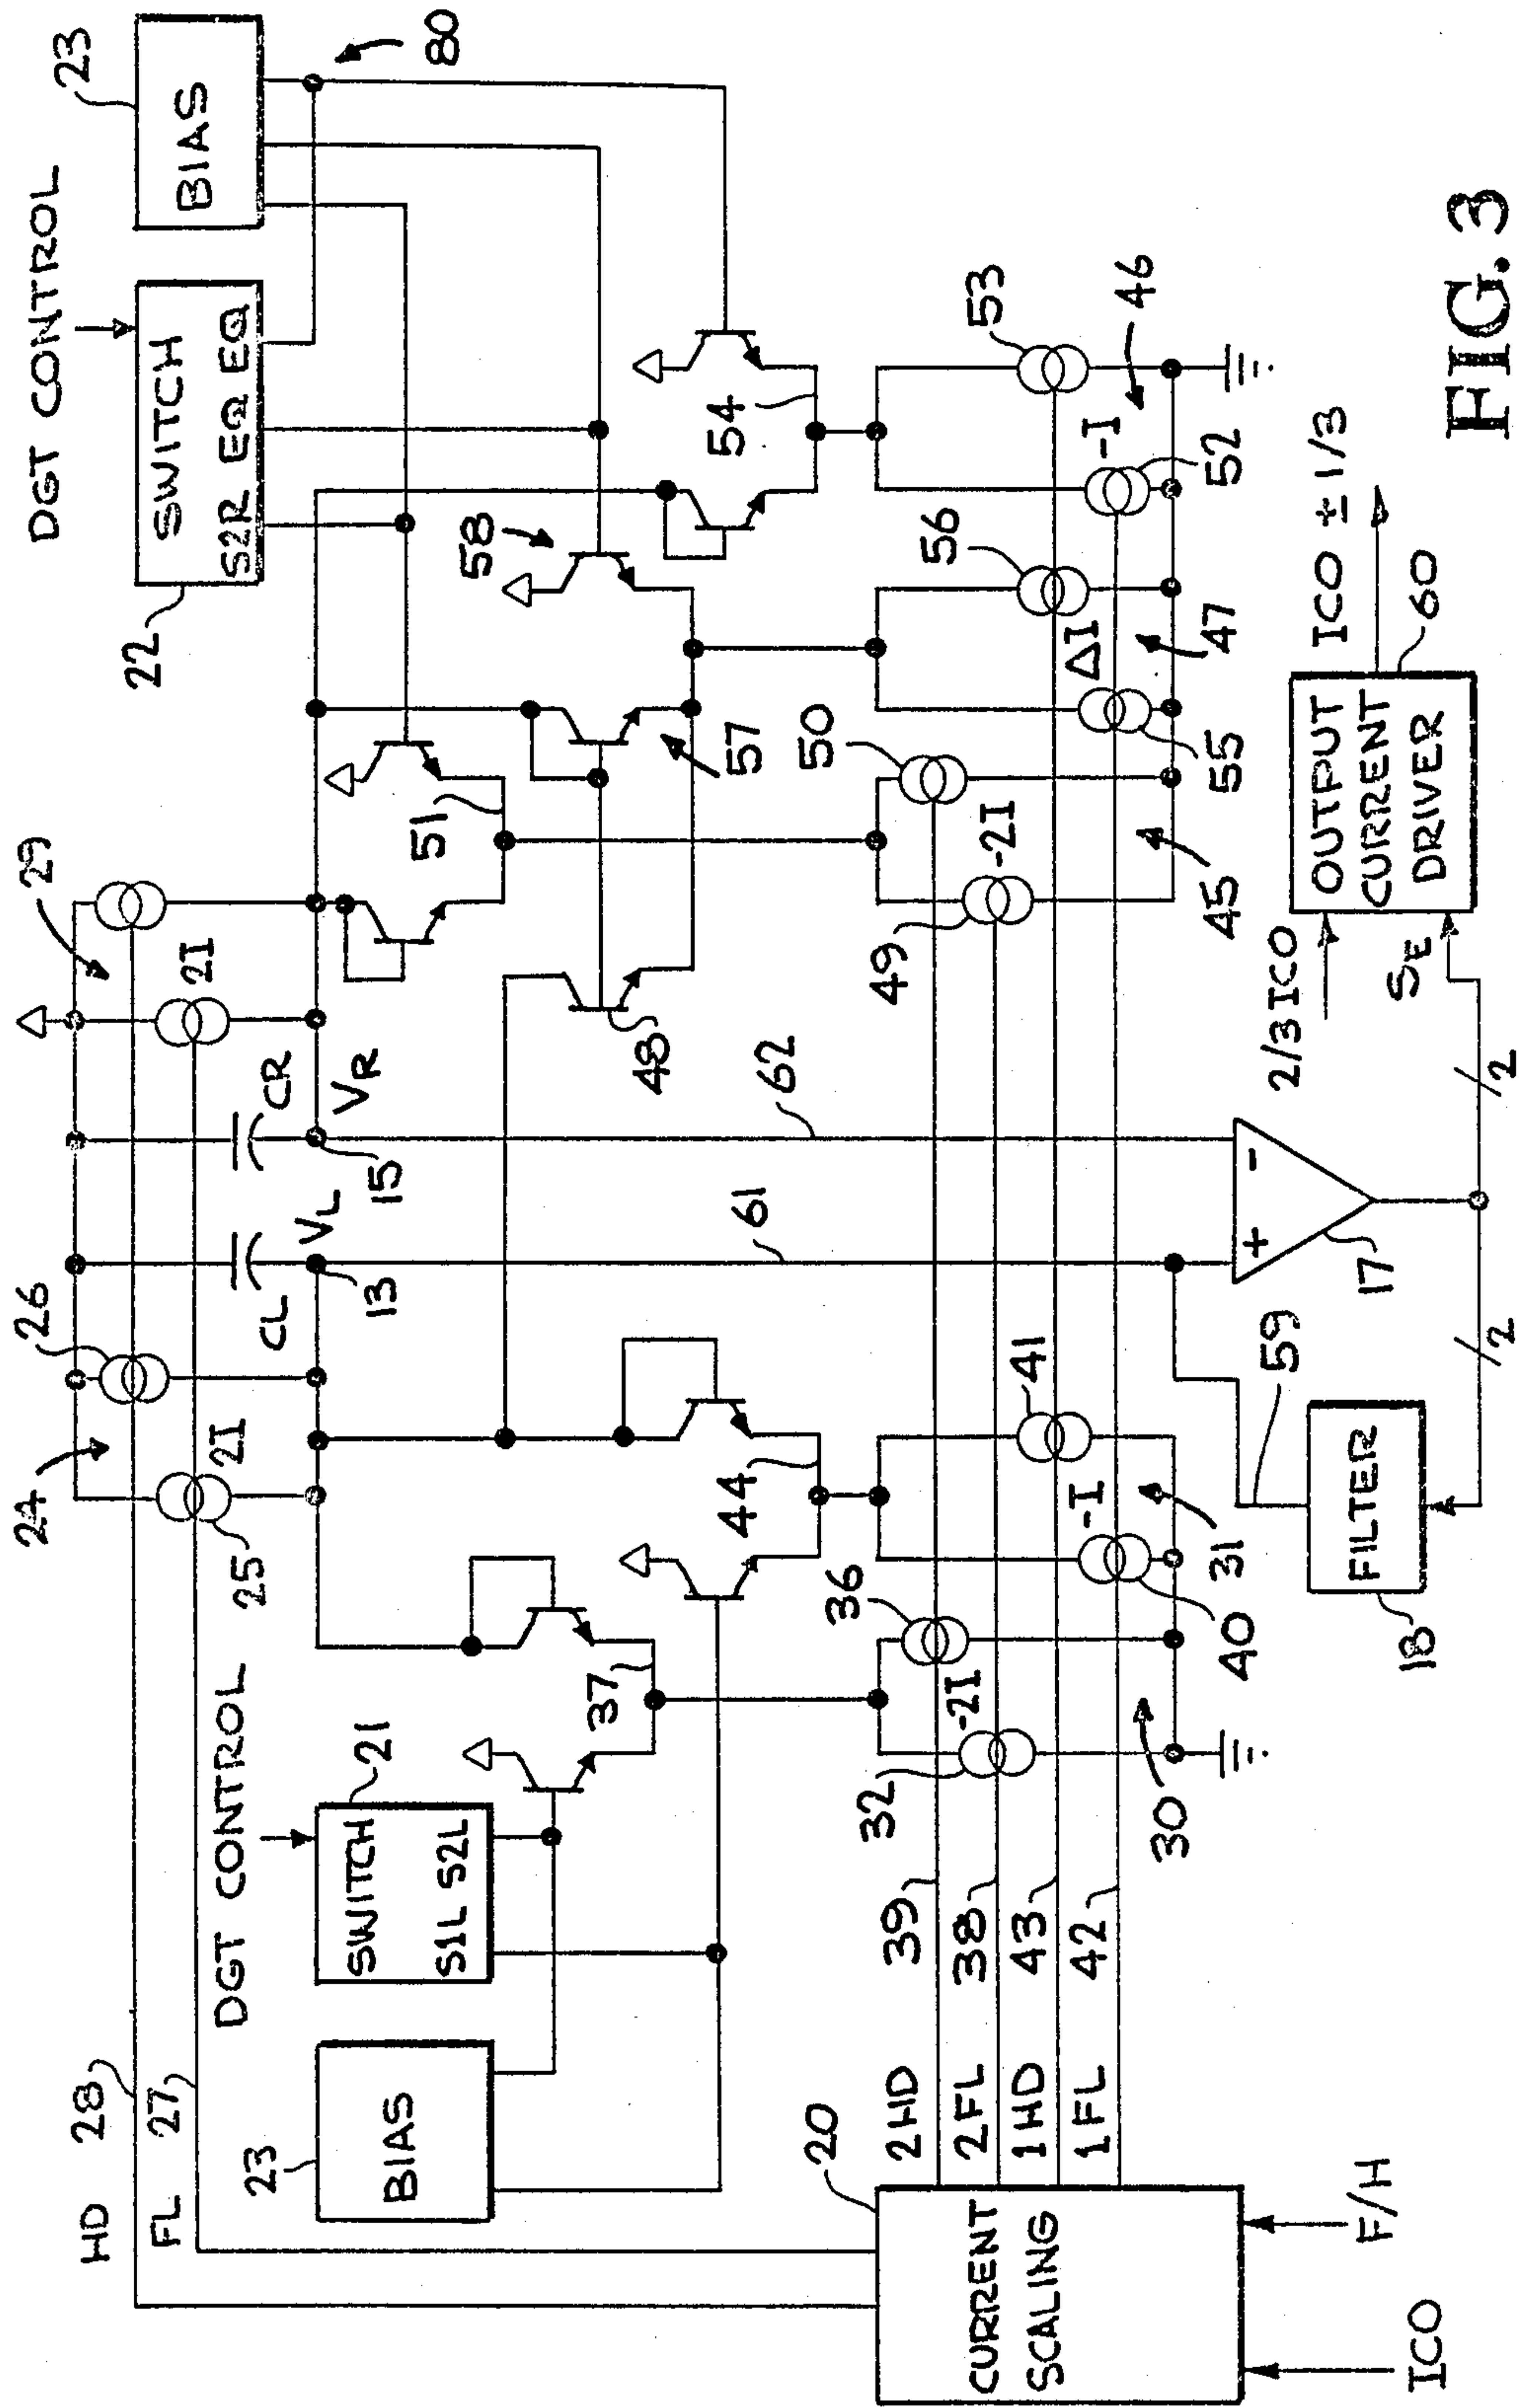 HD 28
FL 27
24
26
29
25
2I
2I
CL
CR
VL
VR
13
15
DGT CONTROL
DGT CONTROL
23
BIAS
SWITCH
S1L S2L
21
22
SWITCH
S2R EQ EQ
BIAS
23
80
37
44
48
51
57
58
54
61
62
20
CURRENT
SCALING
ICO
F/H
2HD 39
2FL 38
1HD 43
1FL 42
32
-2I
36
40
-I
41
30
31
49
-2I
50
55
ΔI
56
52
-I
53
45
47
46
59
FILTER
18
+
-
17
2
2
2/3 ICO
SE
OUTPUT
CURRENT
DRIVER
60
ICO ± 1/3
FIG. 3